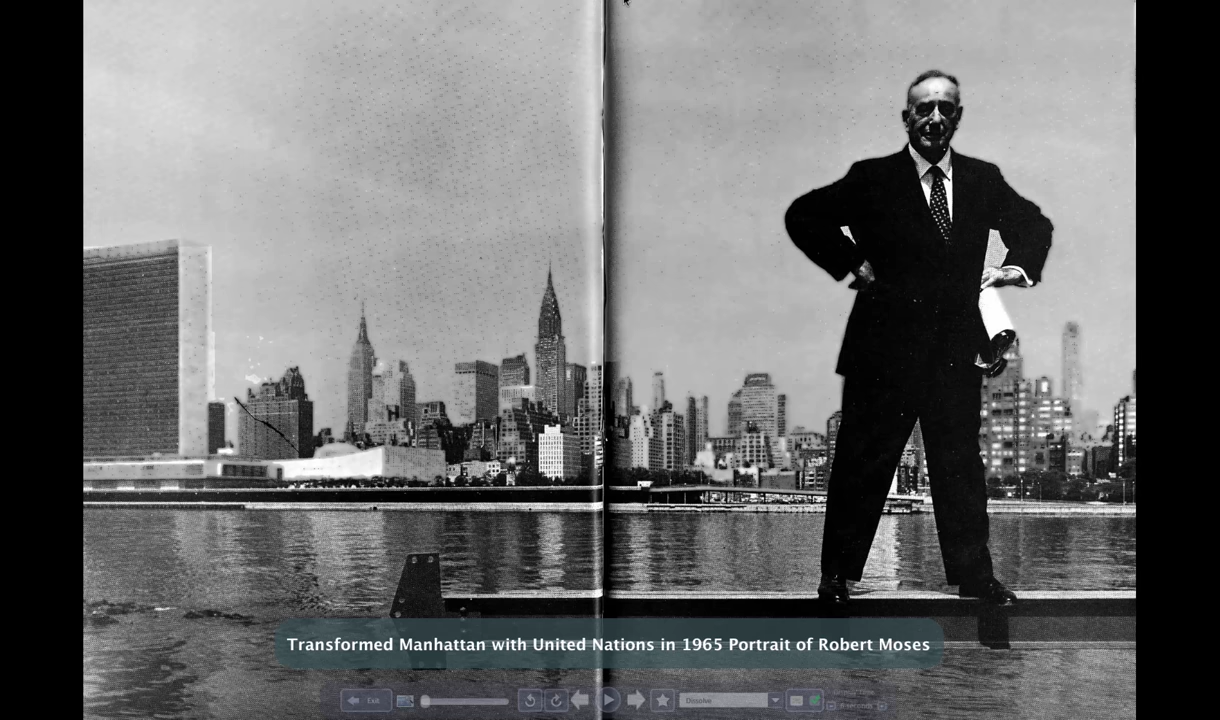 Transformed Manhattan with United Nations in 1965 Portrait of Robert Moses
Exit
Dissolve